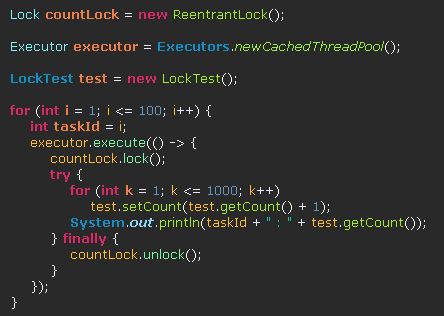 Lock countLock = new ReentrantLock();
Executor executor = Executors.newCachedThreadPool();
LockTest test = new LockTest();
for (int i = 1; i <= 100; i++) {
int taskId = i;
executor.execute(() -> {
countLock.lock();
try {
for (int k = 1; k <= 1000; k++)
test.setCount(test.getCount() + 1);
System.out.println(taskId + " : " + test.getCount());
} finally {
countLock.unlock();
}
});
}